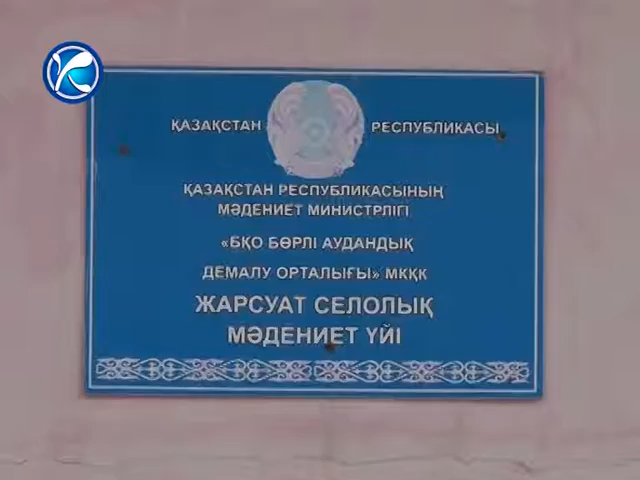 ҚАЗАҚСТАН РЕСПУБЛИКАСЫ
ҚАЗАҚСТАН РЕСПУБЛИКАСЫНЫҢ
МӘДЕНИЕТ МИНИСТРЛІГІ
«БҚО БӨРЛІ АУДАНДЫҚ
ДЕМАЛУ ОРТАЛЫҒЫ» МКҚК
ЖАРСУАТ СЕЛОЛЫҚ
МӘДЕНИЕТ ҮЙІ